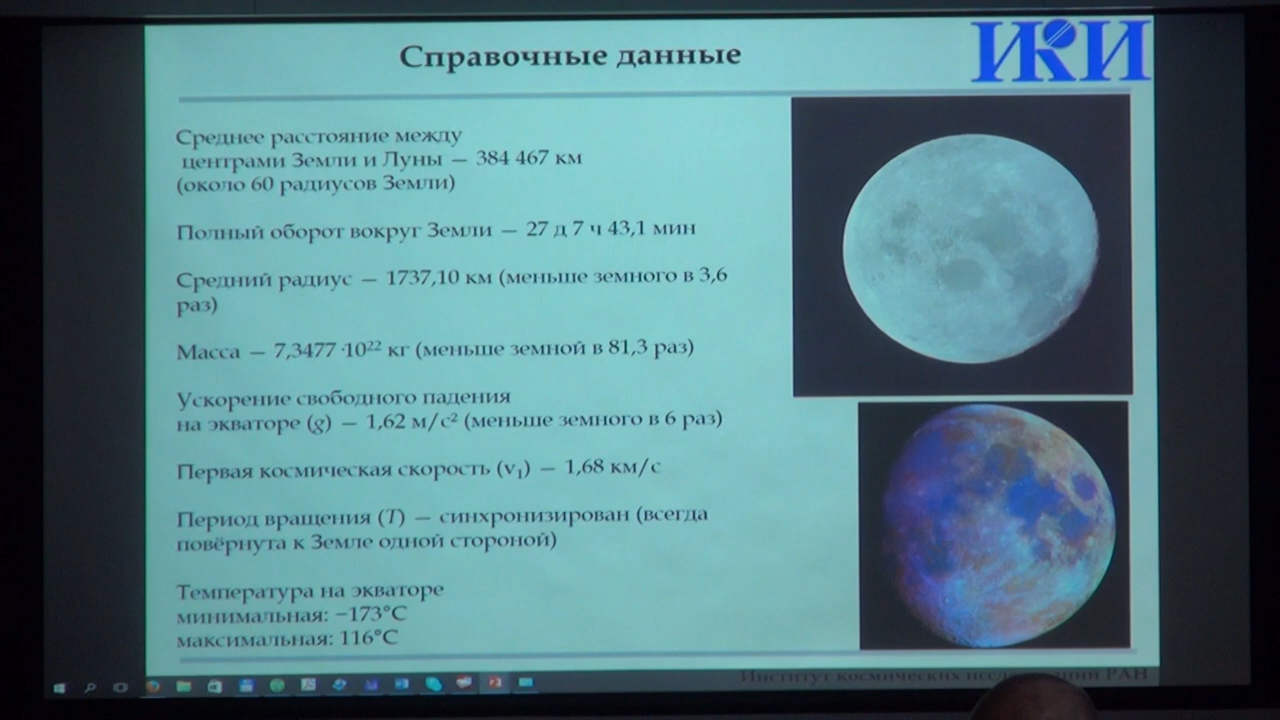 Справочные данные
ИКИ
Среднее расстояние между
центрами Земли и Луны — 384 467 км
(около 60 радиусов Земли)
Полный оборот вокруг Земли — 27 д 7 ч 43,1 мин
Средний радиус — 1737,10 км (меньше земного в 3,6
раз)
Масса — 7,3477·10²² кг (меньше земной в 81,3 раз)
Ускорение свободного падения
на экваторе (g) — 1,62 м/с² (меньше земного в 6 раз)
Первая космическая скорость (v₁) — 1,68 км/с
Период вращения (T) — синхронизирован (всегда
повёрнута к Земле одной стороной)
Температура на экваторе
минимальная: −173°C
максимальная: 116°C
Институт космических РАН